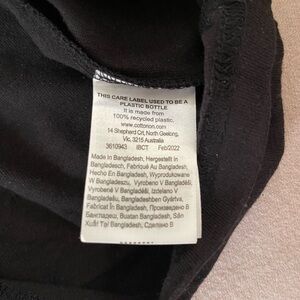 THIS CARE LABEL USED TO BE A
PLASTIC BOTTLE
It is made from
100% recycled plastic.
www.cottonon.com
14 Shepherd Crt, North Geelong,
Vic, 3215 Australia
3610943 IBCT Feb/2022
Made In Bangladesh, Hergestellt In
Bangladesch, Fabriqué Au Bangladesh,
Hecho En Bangladesh, Wyprodukowane
W Bangladeszu, Vyrobeno V Bangladéši,
Vyrobené V Bangladéši, Izdelano V
Bangladešu, Bangladesben Gyártva,
Fabricat În Bangladesh, Произведено В
Бангладеш, Buatan Bangladesh, Sản
Xuất Tại Bangladesh, Сделано В